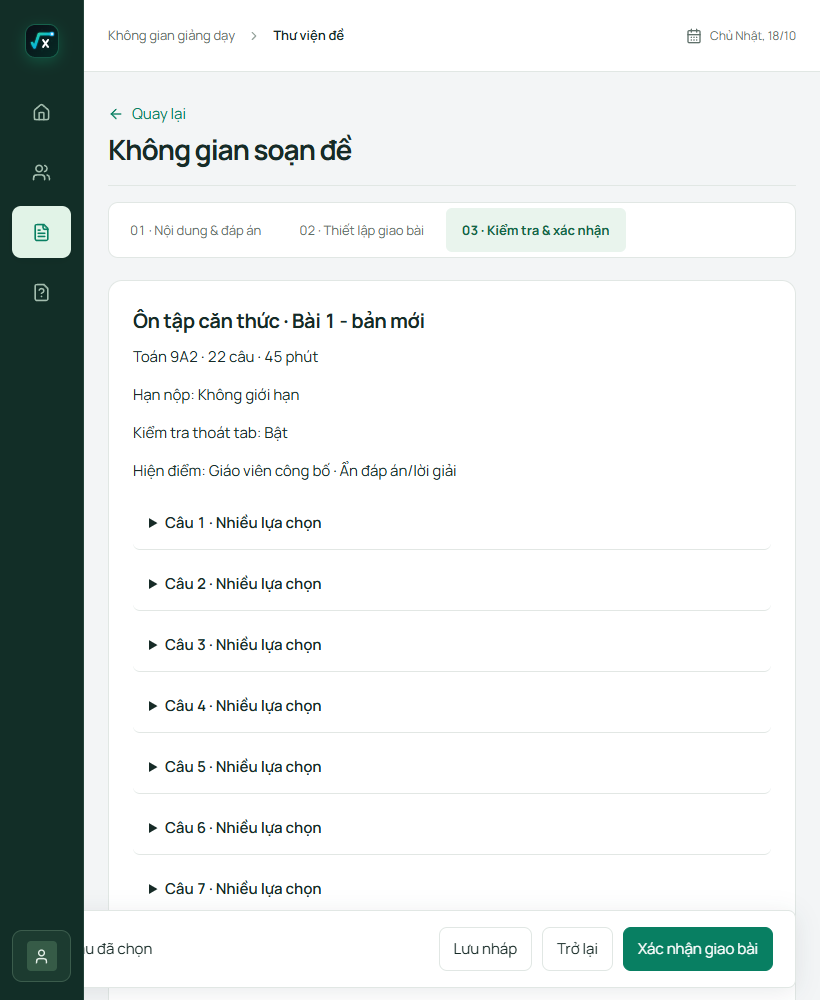 √x
Không gian giảng dạy > Thư viện đề
Chủ Nhật, 18/10
← Quay lại
Không gian soạn đề
01 · Nội dung & đáp án
02 · Thiết lập giao bài
03 · Kiểm tra & xác nhận
Ôn tập căn thức · Bài 1 - bản mới
Toán 9A2 · 22 câu · 45 phút
Hạn nộp: Không giới hạn
Kiểm tra thoát tab: Bật
Hiện điểm: Giáo viên công bố · Ẩn đáp án/lời giải
▶ Câu 1 · Nhiều lựa chọn
▶ Câu 2 · Nhiều lựa chọn
▶ Câu 3 · Nhiều lựa chọn
▶ Câu 4 · Nhiều lựa chọn
▶ Câu 5 · Nhiều lựa chọn
▶ Câu 6 · Nhiều lựa chọn
▶ Câu 7 · Nhiều lựa chọn
đã chọn
Lưu nháp
Trở lại
Xác nhận giao bài